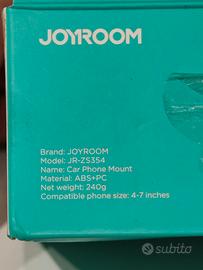 JOYROOM
Brand: JOYROOM
Model: JR-ZS354
Name: Car Phone Mount
Material: ABS+PC
Net weight: 240g
Compatible phone size: 4-7 inches
subito